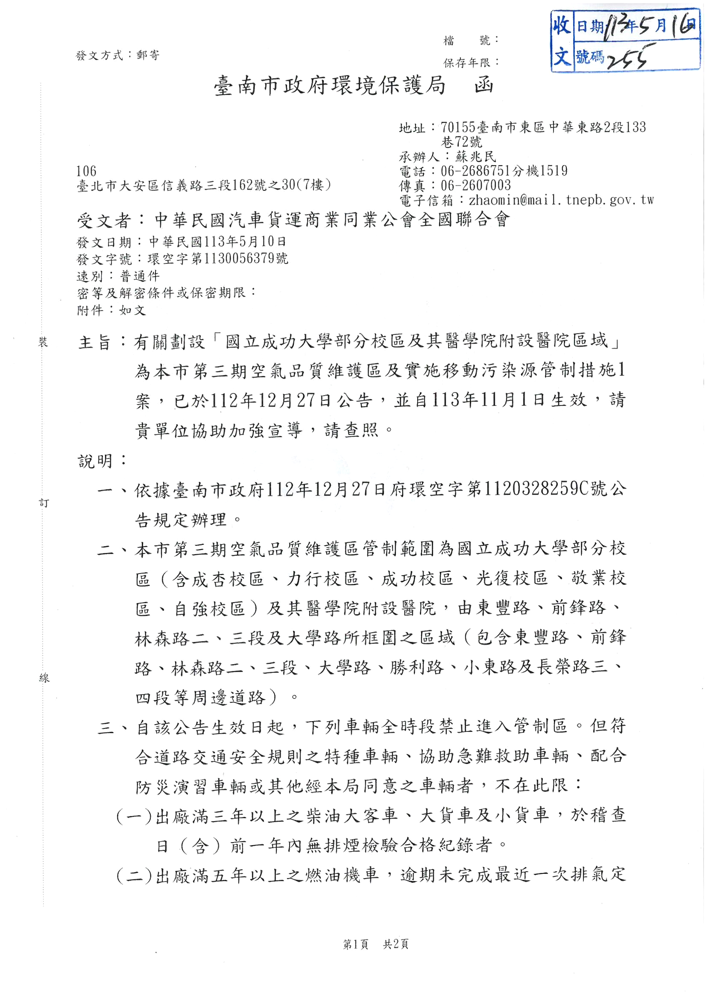 收文 日期113年5月16日
號碼255
檔　　號：
保存年限：
發文方式：郵寄
臺南市政府環境保護局　函
地址：70155臺南市東區中華東路2段133
巷72號
承辦人：蘇兆民
電話：06-2686751分機1519
傳真：06-2607003
電子信箱：zhaomin@mail.tnepb.gov.tw
106
臺北市大安區信義路三段162號之30(7樓)
受文者：中華民國汽車貨運商業同業公會全國聯合會
發文日期：中華民國113年5月10日
發文字號：環空字第1130056379號
速別：普通件
密等及解密條件或保密期限：
附件：如文
主旨：有關劃設「國立成功大學部分校區及其醫學院附設醫院區域」
為本市第三期空氣品質維護區及實施移動污染源管制措施1
案，已於112年12月27日公告，並自113年11月1日生效，請
貴單位協助加強宣導，請查照。
說明：
一、依據臺南市政府112年12月27日府環空字第1120328259C號公
告規定辦理。
二、本市第三期空氣品質維護區管制範圍為國立成功大學部分校
區（含成杏校區、力行校區、成功校區、光復校區、敬業校
區、自強校區）及其醫學院附設醫院，由東豐路、前鋒路、
林森路二、三段及大學路所框圍之區域（包含東豐路、前鋒
路、林森路二、三段、大學路、勝利路、小東路及長榮路三、
四段等周邊道路）。
三、自該公告生效日起，下列車輛全時段禁止進入管制區。但符
合道路交通安全規則之特種車輛、協助急難救助車輛、配合
防災演習車輛或其他經本局同意之車輛者，不在此限：
(一)出廠滿三年以上之柴油大客車、大貨車及小貨車，於稽查
日（含）前一年內無排煙檢驗合格紀錄者。
(二)出廠滿五年以上之燃油機車，逾期未完成最近一次排氣定
裝
訂
線
第1頁　共2頁